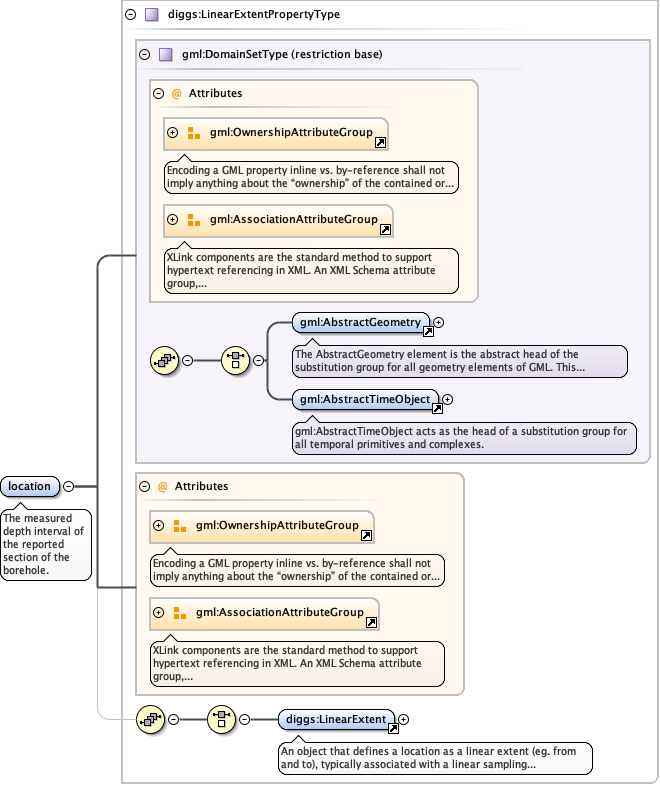 diggs:LinearExtentPropertyType
gml:DomainSetType (restriction base)
@ Attributes
gml:OwnershipAttributeGroup
Encoding a GML property inline vs. by-reference shall not
imply anything about the “ownership” of the contained or...
gml:AssociationAttributeGroup
XLink components are the standard method to support
hypertext referencing in XML. An XML Schema attribute
group,...
gml:AbstractGeometry
The AbstractGeometry element is the abstract head of the
substitution group for all geometry elements of GML. This...
gml:AbstractTimeObject
gml:AbstractTimeObject acts as the head of a substitution group for
all temporal primitives and complexes.
location
The measured
depth interval of
the reported
section of the
borehole.
@ Attributes
gml:OwnershipAttributeGroup
Encoding a GML property inline vs. by-reference shall not
imply anything about the “ownership” of the contained or...
gml:AssociationAttributeGroup
XLink components are the standard method to support
hypertext referencing in XML. An XML Schema attribute
group,...
diggs:LinearExtent
An object that defines a location as a linear extent (eg. from
and to), typically associated with a linear sampling...